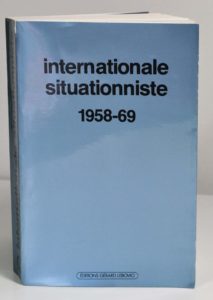 internationale
situationniste
1958-69
EDITIONS GERARD LEBOVICI